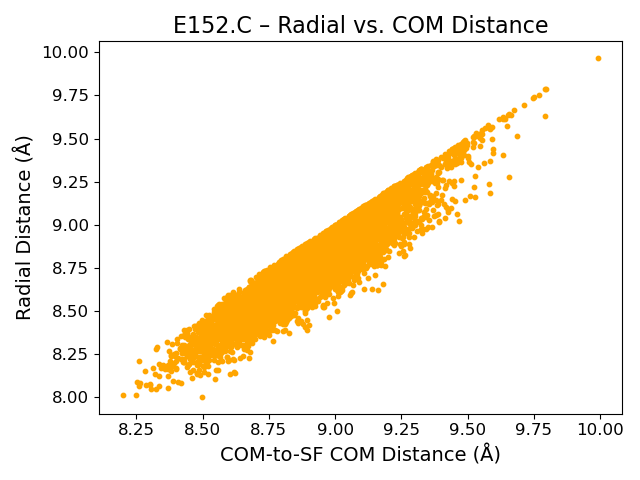 E152.C – Radial vs. COM Distance
Radial Distance (Å)
10.00
9.75
9.50
9.25
9.00
8.75
8.50
8.25
8.00
8.25 8.50 8.75 9.00 9.25 9.50 9.75 10.00
COM-to-SF COM Distance (Å)